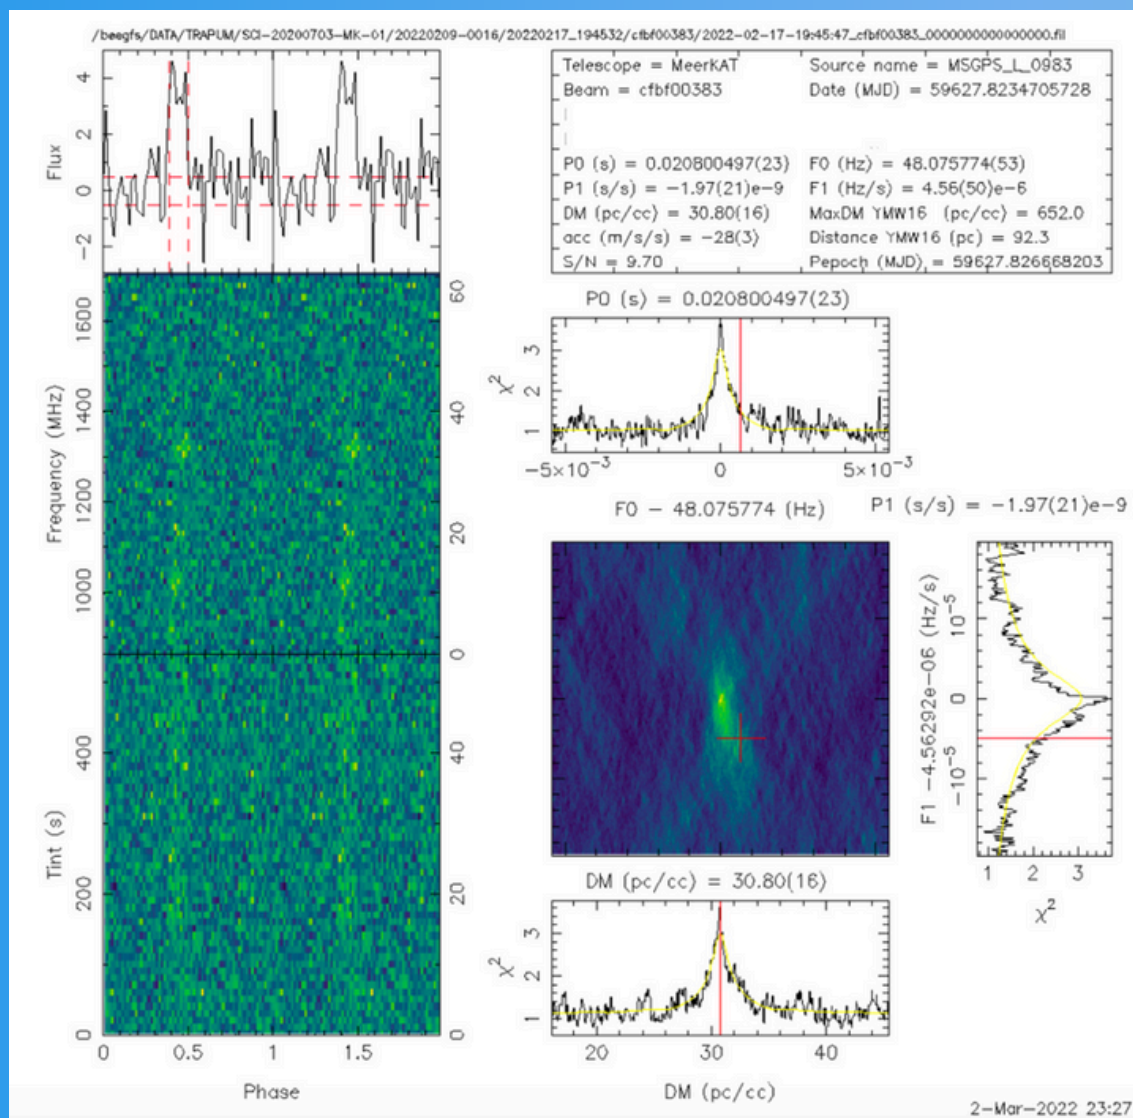 /beegfs/DATA/TRAPUM/SCI-20200703-MK-01/20220209-0016/20220217_194532/cfbf00383/2022-02-17-19:45:47_cfbf00383_0000000000000000.fil
Telescope = MeerKAT Source name = MSGPS_L_0983
Beam = cfbf00383 Date (MJD) = 59627.8234705728
P0 (s) = 0.020800497(23) F0 (Hz) = 48.075774(53)
P1 (s/s) = -1.97(21)e-9 F1 (Hz/s) = 4.56(50)e-6
DM (pc/cc) = 30.80(16) MaxDM YMW16 (pc/cc) = 652.0
acc (m/s/s) = -28(3) Distance YMW16 (pc) = 92.3
S/N = 9.70 Pepoch (MJD) = 59627.826668203
4
2
0
-2
Flux
1600
1400
1200
1000
Frequency (MHz)
60
40
20
0
400
200
0
Tint (s)
40
20
0
0 0.5 1 1.5
Phase
P0 (s) = 0.020800497(23)
3
2
1
χ²
-5×10⁻³ 0 5×10⁻³
F0 - 48.075774 (Hz)
P1 (s/s) = -1.97(21)e-9
F1 -4.56292e-06 (Hz/s)
10⁻⁵
0
-10⁻⁵
1 2 3
χ²
DM (pc/cc) = 30.80(16)
3
2
1
χ²
20 30 40
DM (pc/cc)
2-Mar-2022 23:27